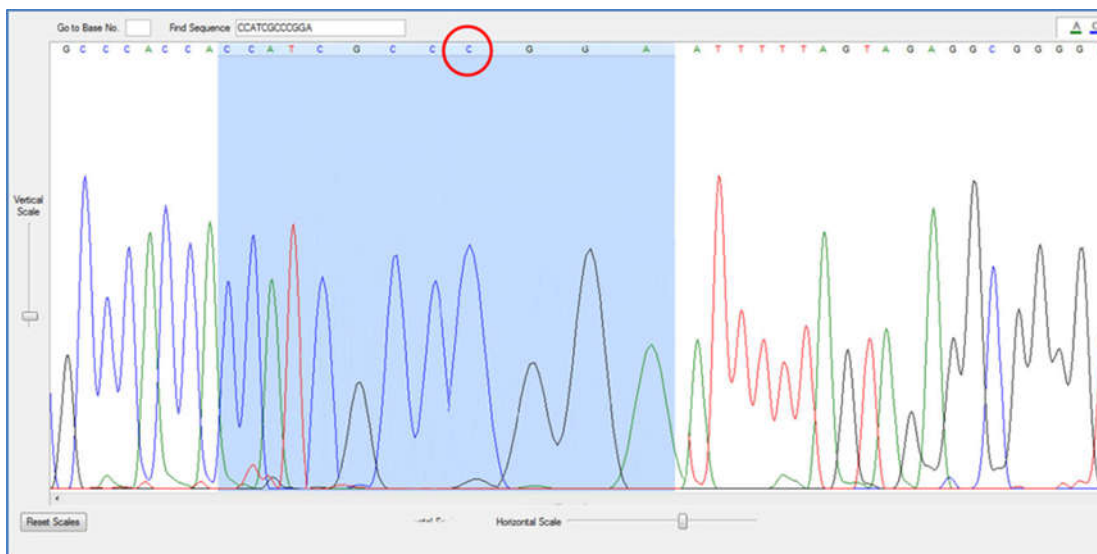 Go to Base No. Find Sequence CCATCGCCCGGA
A C
G C C C A C C A C C A T C G C C C G G A A T T T T T A G T A G A G G C G G G G
Vertical
Scale
Reset Scales Horizontal Scale